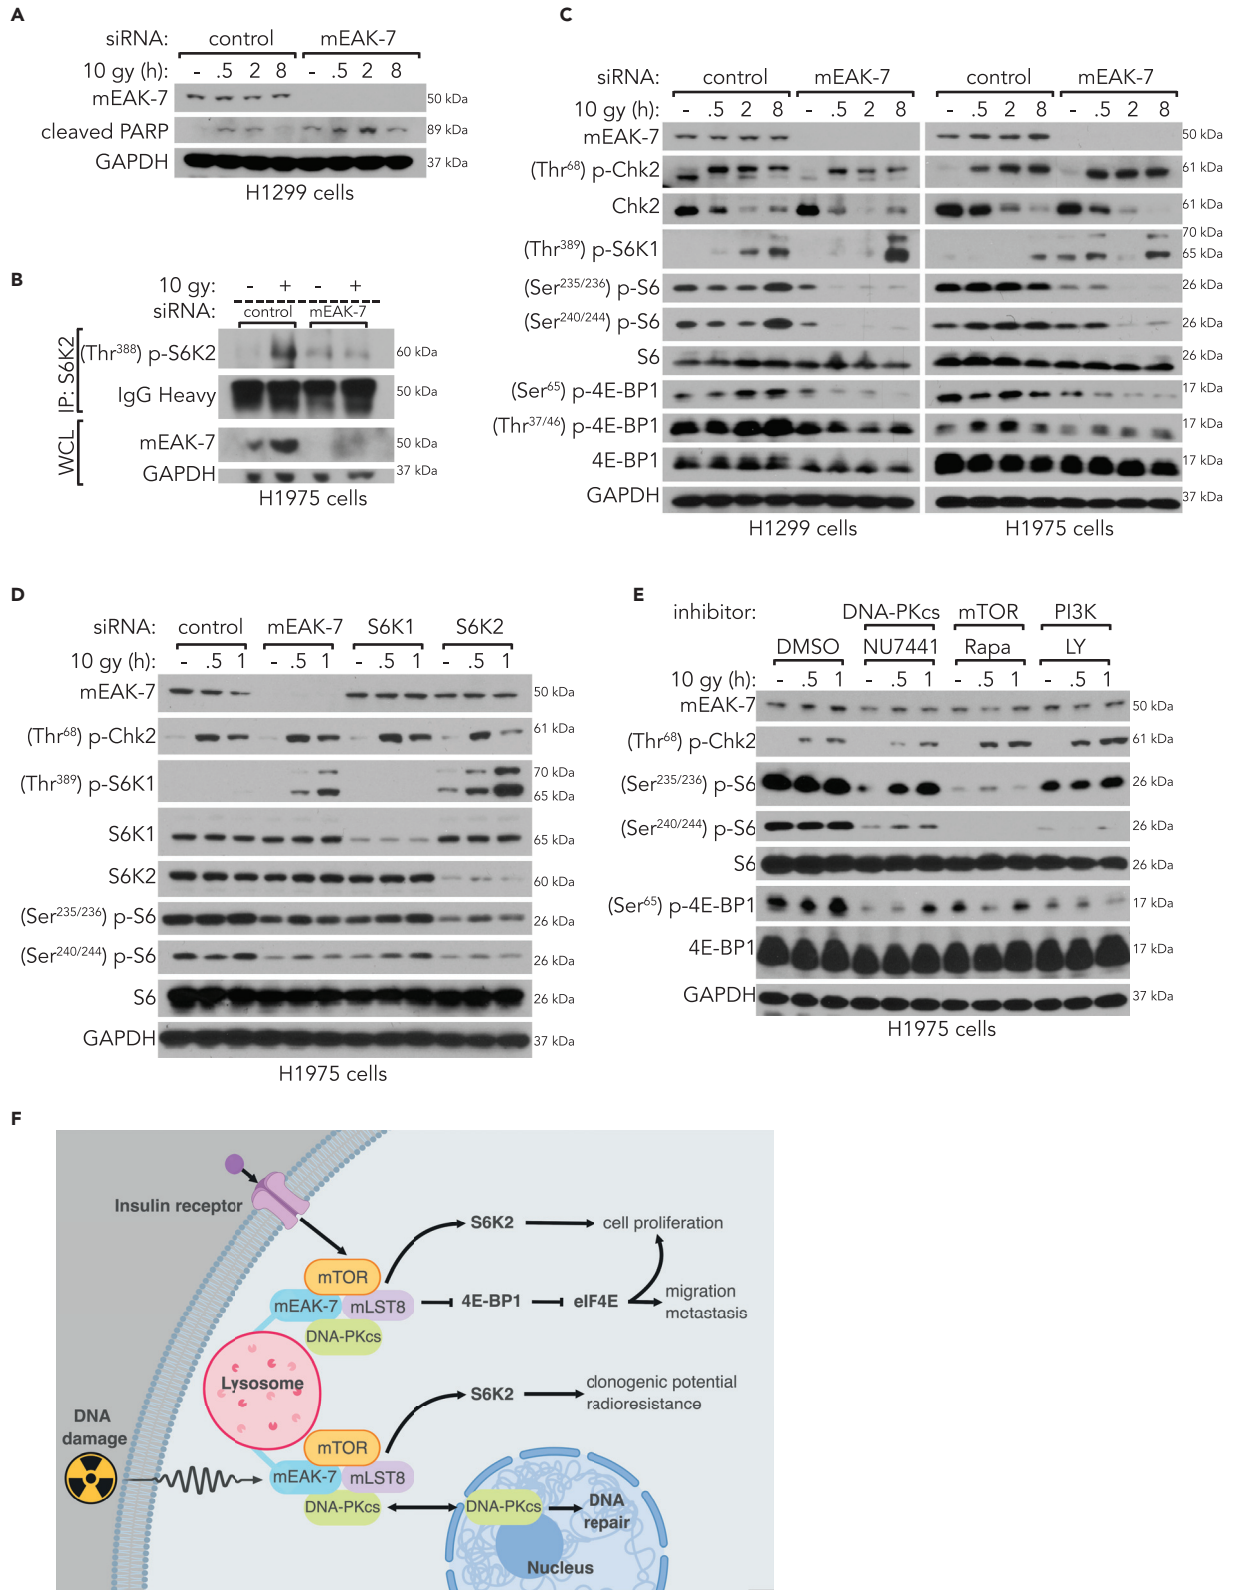 A
siRNA: control mEAK-7
10 gy (h): - .5 2 8 - .5 2 8
mEAK-7 50 kDa
cleaved PARP 89 kDa
GAPDH 37 kDa
H1299 cells
B
10 gy: - + - +
siRNA: control mEAK-7
IP: S6K2
(Thr388) p-S6K2 60 kDa
IgG Heavy 50 kDa
WCL
mEAK-7 50 kDa
GAPDH 37 kDa
H1975 cells
C
siRNA: control mEAK-7 control mEAK-7
10 gy (h): - .5 2 8 - .5 2 8 - .5 2 8 - .5 2 8
mEAK-7 50 kDa
(Thr68) p-Chk2 61 kDa
Chk2 61 kDa
70 kDa
(Thr389) p-S6K1 65 kDa
(Ser235/236) p-S6 26 kDa
(Ser240/244) p-S6 26 kDa
S6 26 kDa
(Ser65) p-4E-BP1 17 kDa
(Thr37/46) p-4E-BP1 17 kDa
4E-BP1 17 kDa
GAPDH 37 kDa
H1299 cells H1975 cells
D
siRNA: control mEAK-7 S6K1 S6K2
10 gy (h): - .5 1 - .5 1 - .5 1 - .5 1
mEAK-7 50 kDa
(Thr68) p-Chk2 61 kDa
70 kDa
(Thr389) p-S6K1 65 kDa
S6K1 65 kDa
S6K2 60 kDa
(Ser235/236) p-S6 26 kDa
(Ser240/244) p-S6 26 kDa
S6 26 kDa
GAPDH 37 kDa
H1975 cells
E
inhibitor: DNA-PKcs mTOR PI3K
DMSO NU7441 Rapa LY
10 gy (h): - .5 1 - .5 1 - .5 1 - .5 1
mEAK-7 50 kDa
(Thr68) p-Chk2 61 kDa
(Ser235/236) p-S6 26 kDa
(Ser240/244) p-S6 26 kDa
S6 26 kDa
(Ser65) p-4E-BP1 17 kDa
4E-BP1 17 kDa
GAPDH 37 kDa
H1975 cells
F
Insulin receptor
S6K2 cell proliferation
mTOR
mEAK-7 mLST8 4E-BP1 eIF4E migration
metastasis
DNA-PKcs
Lysosome
S6K2 clonogenic potential
radioresistance
DNA
damage
mTOR
mEAK-7 mLST8
DNA-PKcs DNA-PKcs DNA
repair
Nucleus